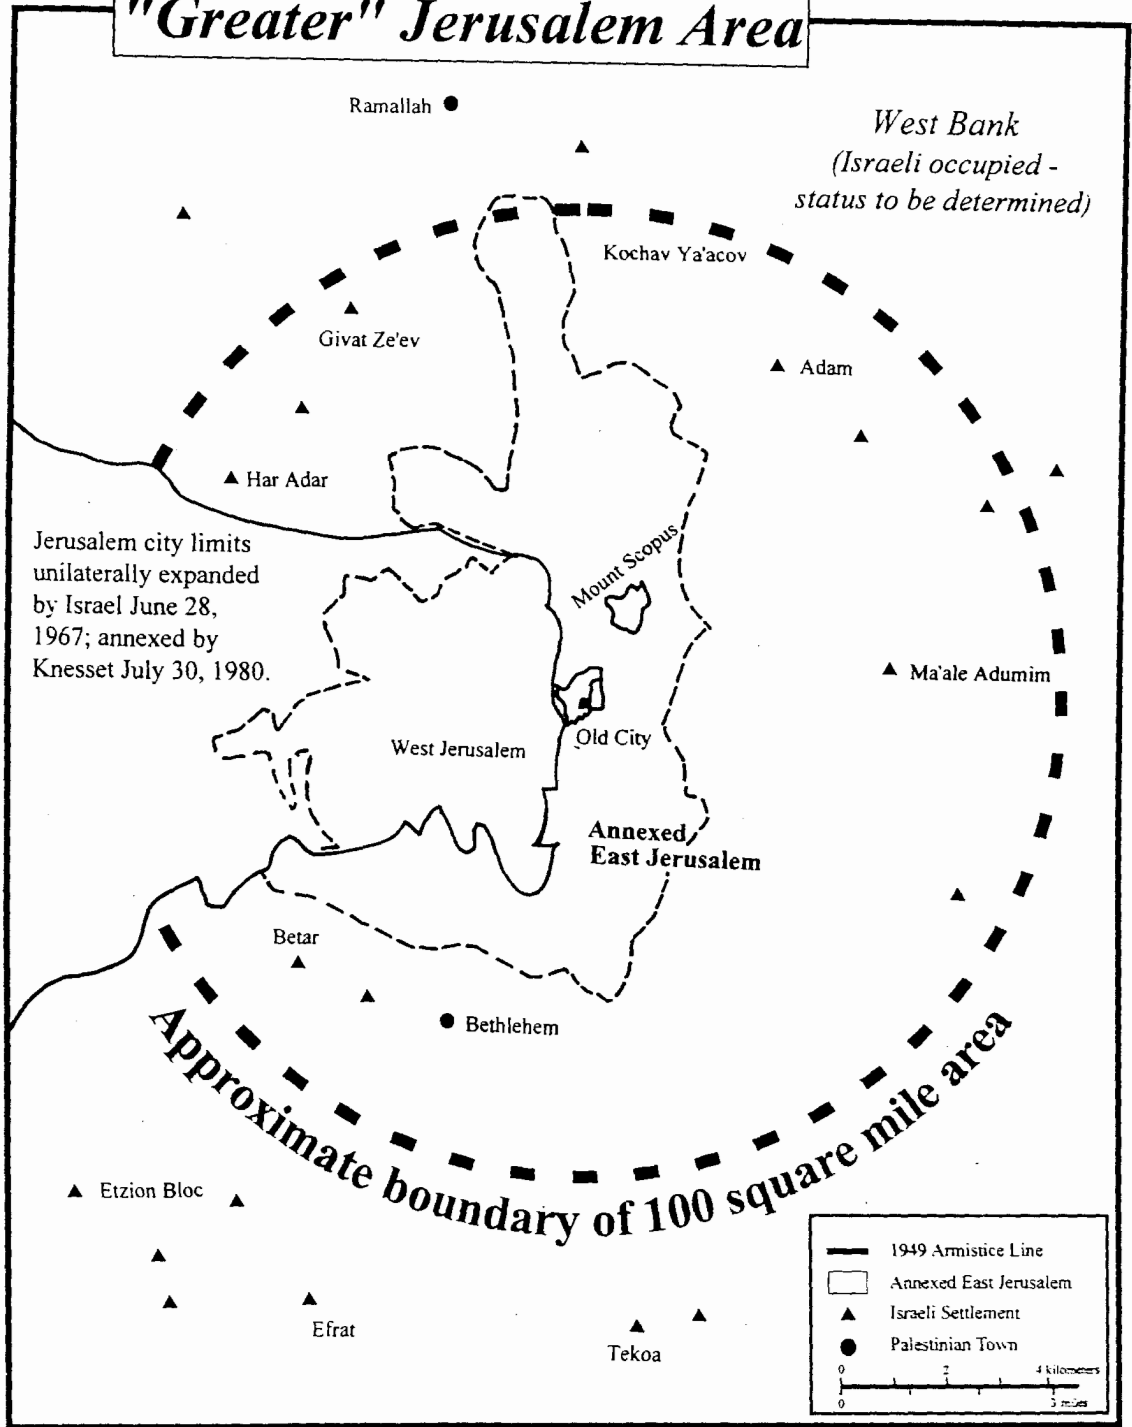 "Greater" Jerusalem Area
Ramallah
West Bank
(Israeli occupied -
status to be determined)
Kochav Ya'acov
Givat Ze'ev
Adam
Har Adar
Jerusalem city limits
unilaterally expanded
by Israel June 28,
1967; annexed by
Knesset July 30, 1980.
Mount Scopus
Ma'ale Adumim
West Jerusalem
Old City
Annexed
East Jerusalem
Betar
Bethlehem
Approximate boundary of 100 square mile area
Etzion Bloc
Efrat
Tekoa
1949 Armistice Line
Annexed East Jerusalem
Israeli Settlement
Palestinian Town
0 2 4 kilometers
0 3 miles